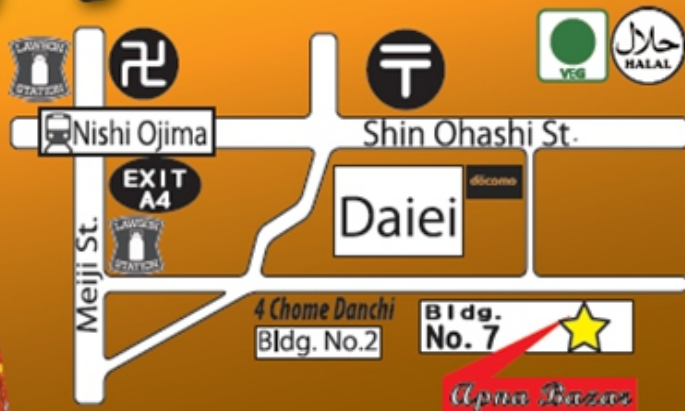 LAWSON
STATION
VEG
حلال
HALAL
Nishi Ojima
Shin Ohashi St.
EXIT
A4
döcomo
Daiei
LAWSON
STATION
Meiji St.
4 Chome Danchi
Bldg. No.2
Bldg.
No. 7
Apna Bazar